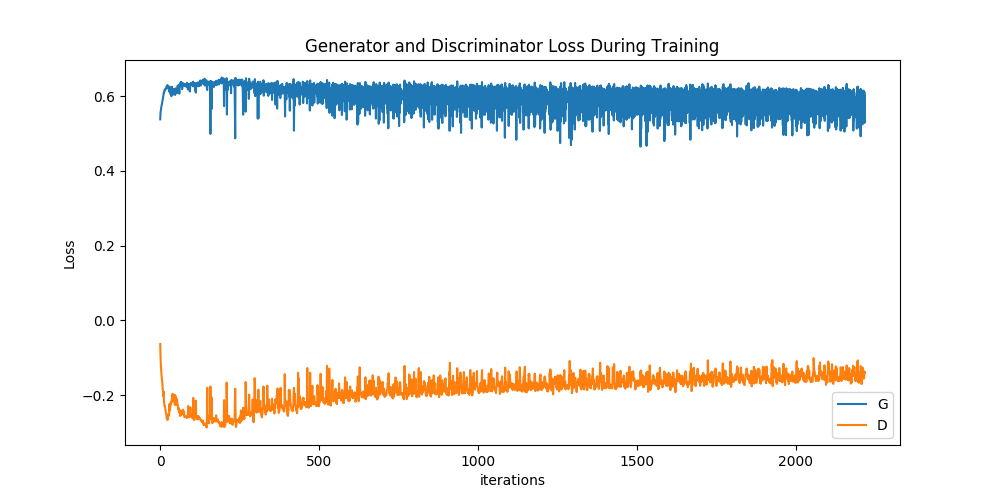 Generator and Discriminator Loss During Training
Loss
0.6
0.4
0.2
0.0
−0.2
0
500
1000
1500
2000
iterations
G
D